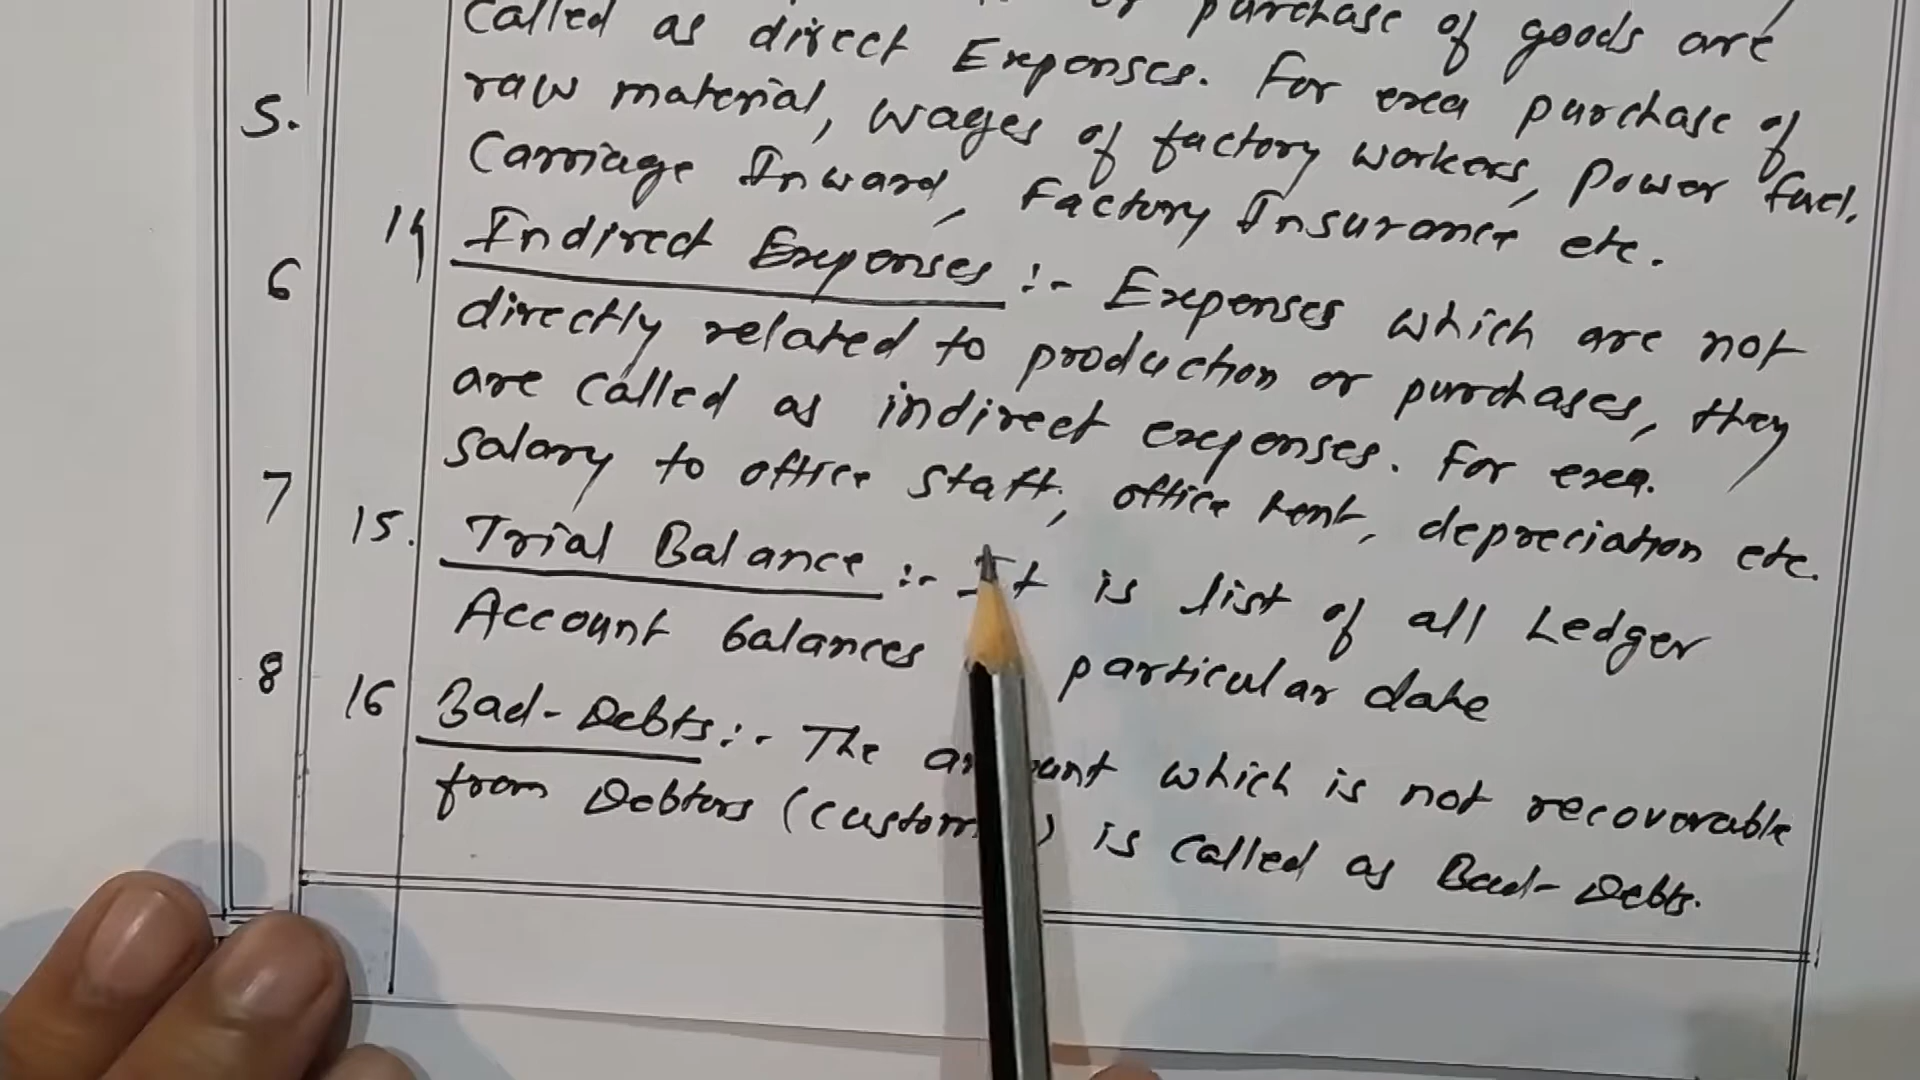 purchase of goods are
called as direct Expenses. For exa purchase of
raw material, wages of factory workers, Power fuel,
Carriage Inward, Factory Insurance etc.
5.
14 Indirect Expenses :- Expenses which are not
6
directly related to production or purchases, they
are called as indirect expenses. For exa.
salary to office staff, office Rent, depreciation etc.
7
15. Trial Balance :- It is list of all Ledger
Account balances particular date
8
16 Bad-Debts :- The which is not recoverable
from Debtors ( ) is called as Bad-Debts.